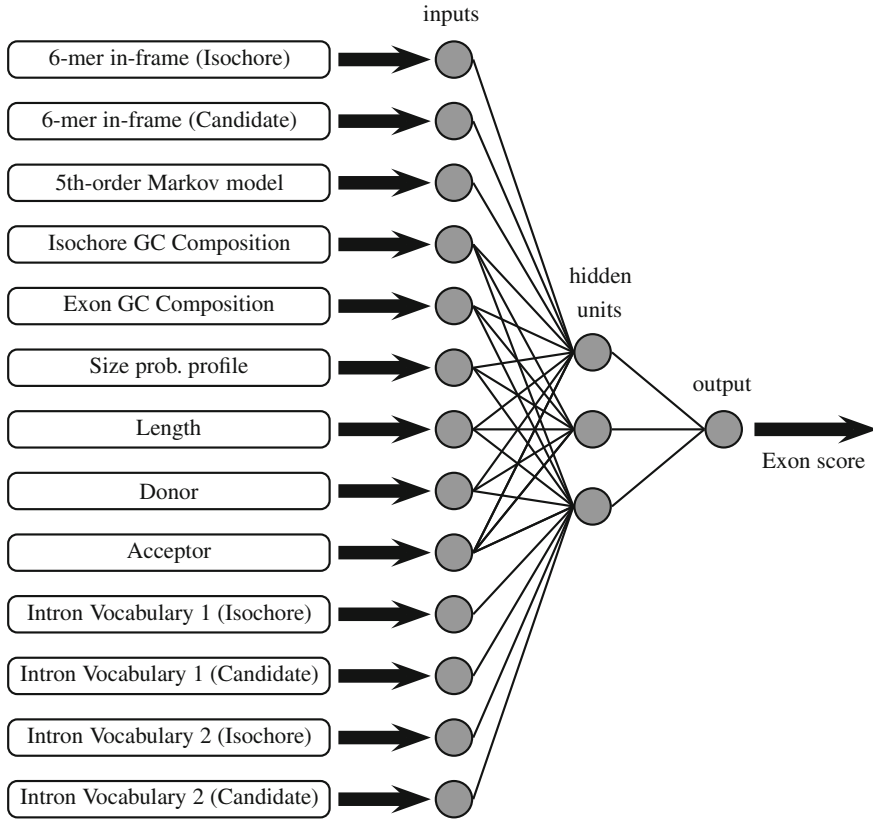 inputs
6-mer in-frame (Isochore)
6-mer in-frame (Candidate)
5th-order Markov model
Isochore GC Composition
Exon GC Composition
Size prob. profile
Length
Donor
Acceptor
Intron Vocabulary 1 (Isochore)
Intron Vocabulary 1 (Candidate)
Intron Vocabulary 2 (Isochore)
Intron Vocabulary 2 (Candidate)
hidden
units
output
Exon score